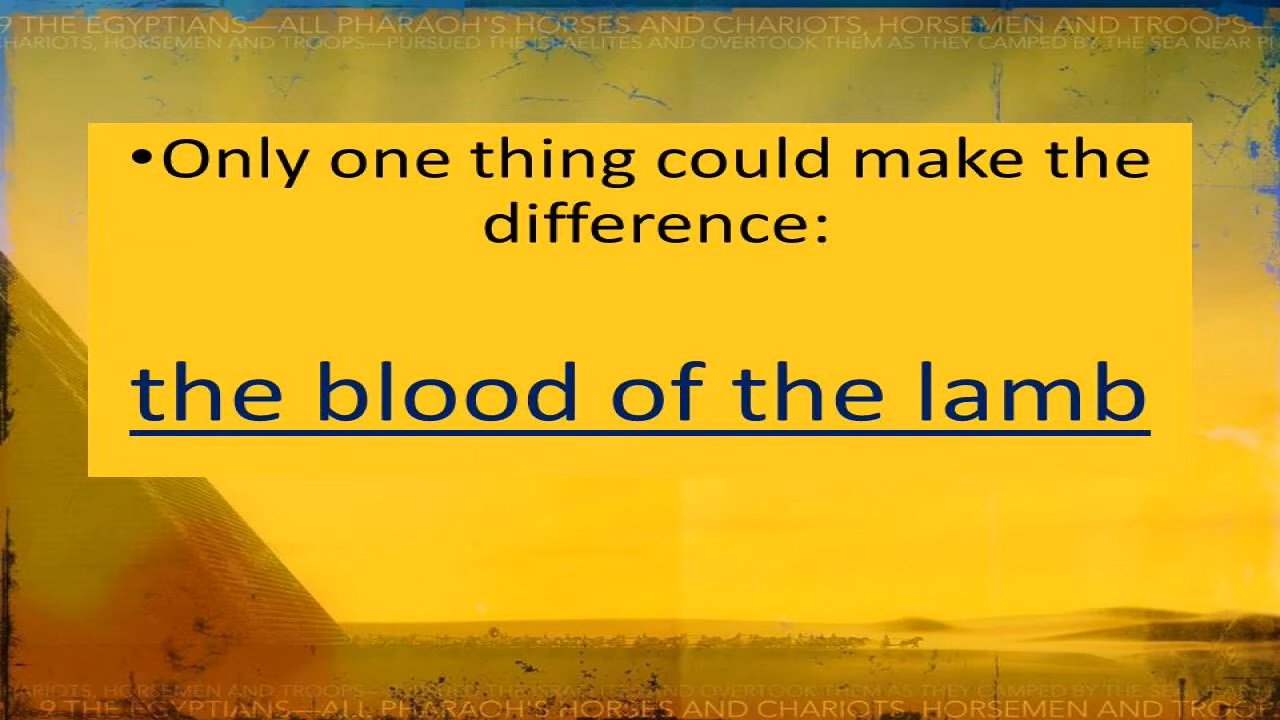 9 THE EGYPTIANS—ALL PHARAOH'S HORSES AND CHARIOTS, HORSEMEN AND TROOPS—
HARIOTS, HORSEMEN AND TROOPS—PURSUED THE ISRAELITES AND OVERTOOK THEM AS THEY CAMPED BY THE SEA NEAR PI
•Only one thing could make the
difference:
the blood of the lamb
HARIOTS, HORSEMEN AND TROOPS—PURSUED THE ISRAELITES AND OVERTOOK THEM AS THEY CAMPED BY THE SEA
9 THE EGYPTIANS—ALL PHARAOH'S HORSES AND CHARIOTS, HORSEMEN AND TROOPS